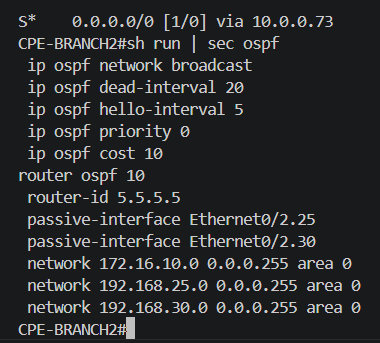 S*    0.0.0.0/0 [1/0] via 10.0.0.73
CPE-BRANCH2#sh run | sec ospf
 ip ospf network broadcast
 ip ospf dead-interval 20
 ip ospf hello-interval 5
 ip ospf priority 0
 ip ospf cost 10
router ospf 10
 router-id 5.5.5.5
 passive-interface Ethernet0/2.25
 passive-interface Ethernet0/2.30
 network 172.16.10.0 0.0.0.255 area 0
 network 192.168.25.0 0.0.0.255 area 0
 network 192.168.30.0 0.0.0.255 area 0
CPE-BRANCH2#